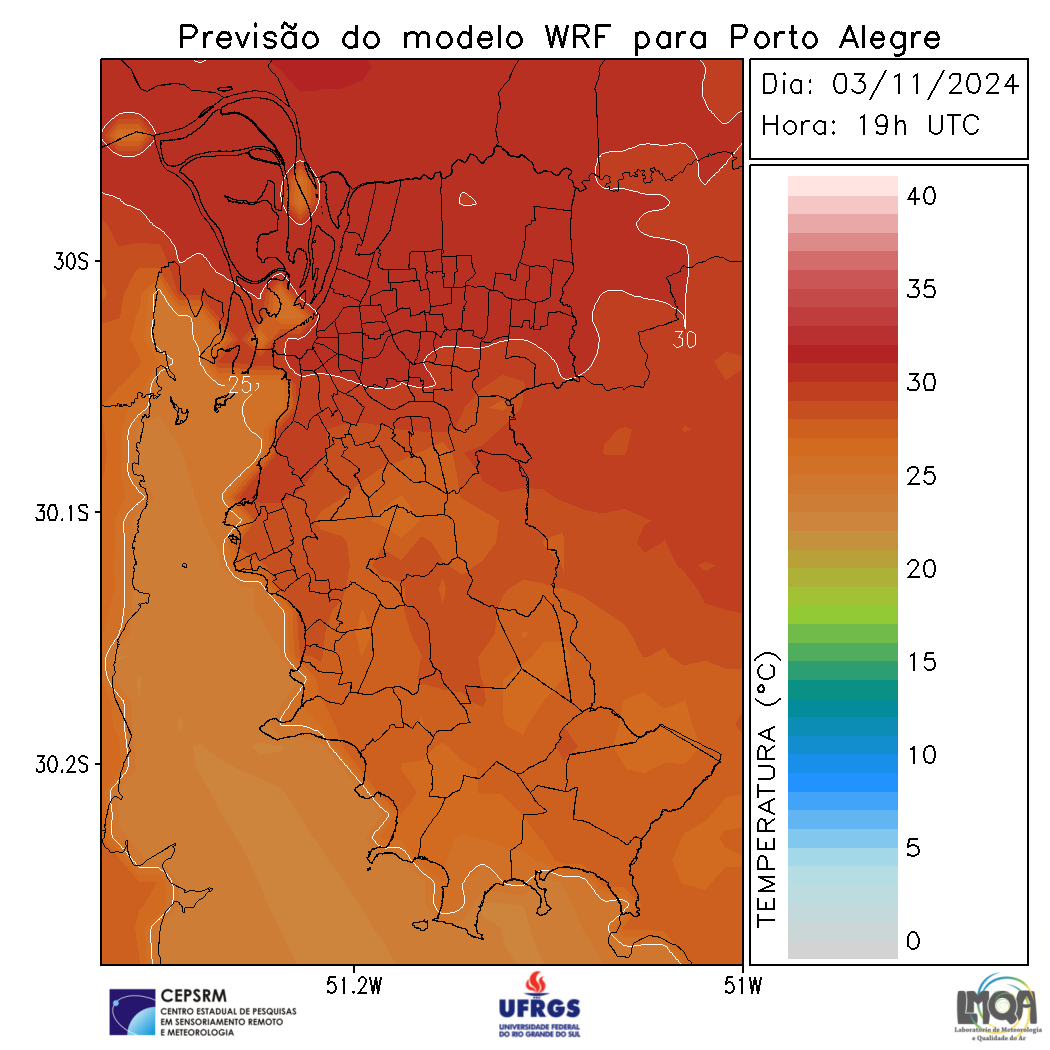 Previsão do modelo WRF para Porto Alegre
Dia: 03/11/2024
Hora: 19h UTC
30S
30.1S
30.2S
51.2W
51W
25
30
TEMPERATURA (°C)
40
35
30
25
20
15
10
5
0
CEPSRM
CENTRO ESTADUAL DE PESQUISAS
EM SENSORIAMENTO REMOTO
E METEOROLOGIA
UFRGS
UNIVERSIDADE FEDERAL
DO RIO GRANDE DO SUL
LMQA
Laboratório de Meteorologia
e Qualidade do Ar